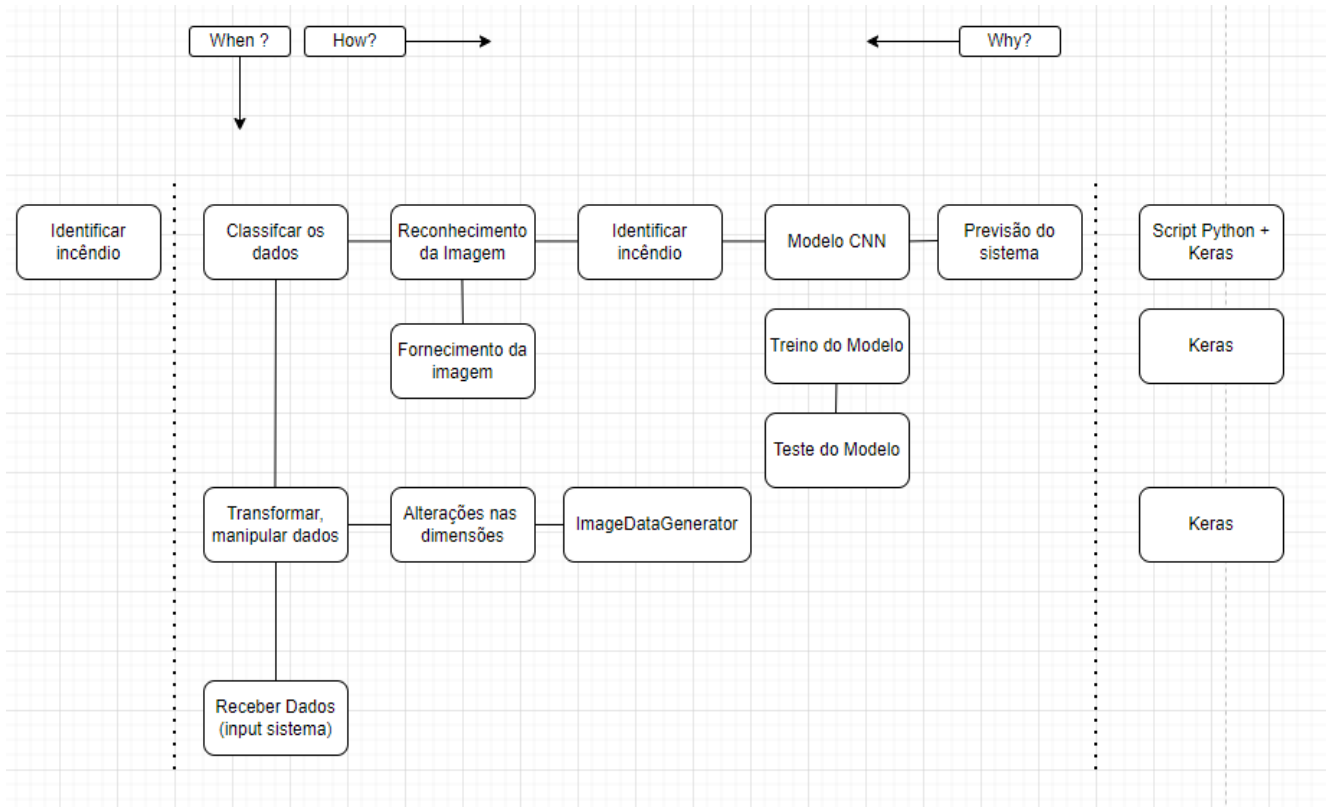 When ?
How?
Why?
Identificar
incêndio
Classifcar os
dados
Reconhecimento
da Imagem
Identificar
incêndio
Modelo CNN
Previsão do
sistema
Script Python +
Keras
Fornecimento da
imagem
Treino do Modelo
Keras
Teste do Modelo
Transformar,
manipular dados
Alterações nas
dimensões
ImageDataGenerator
Keras
Receber Dados
(input sistema)